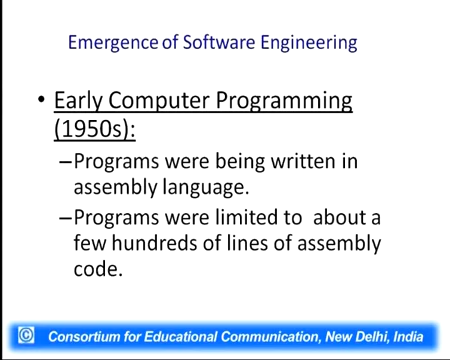 Emergence of Software Engineering
• Early Computer Programming
(1950s):
–Programs were being written in
assembly language.
–Programs were limited to about a
few hundreds of lines of assembly
code.
© Consortium for Educational Communication, New Delhi, India